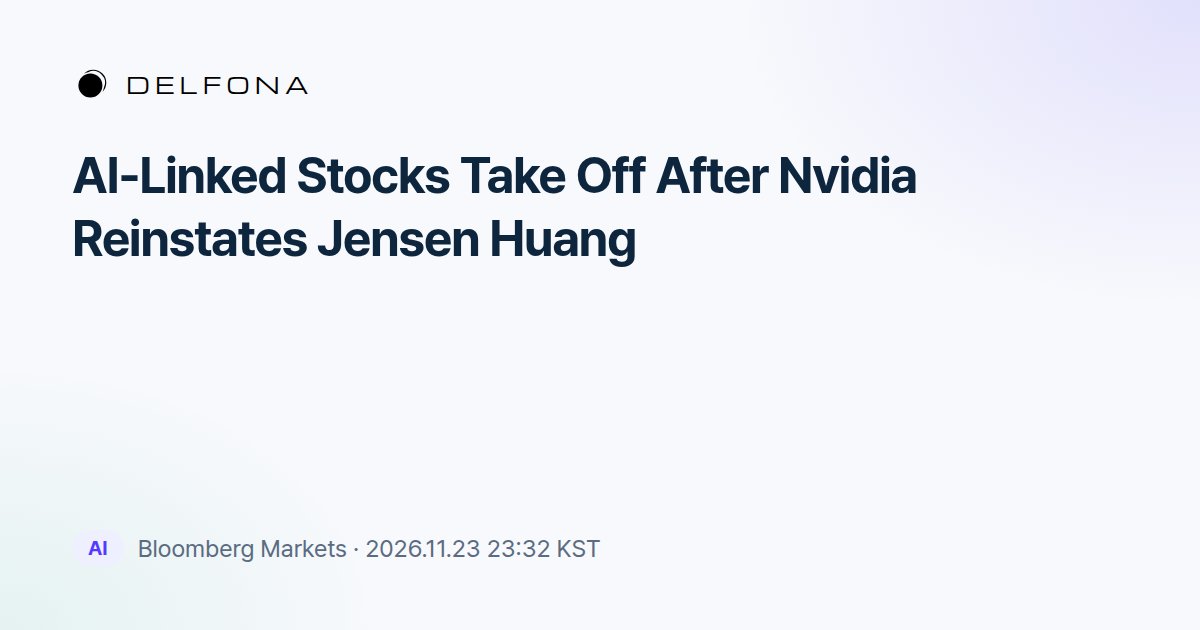 DELFONA
AI-Linked Stocks Take Off After Nvidia
Reinstates Jensen Huang
AI Bloomberg Markets · 2026.11.23 23:32 KST